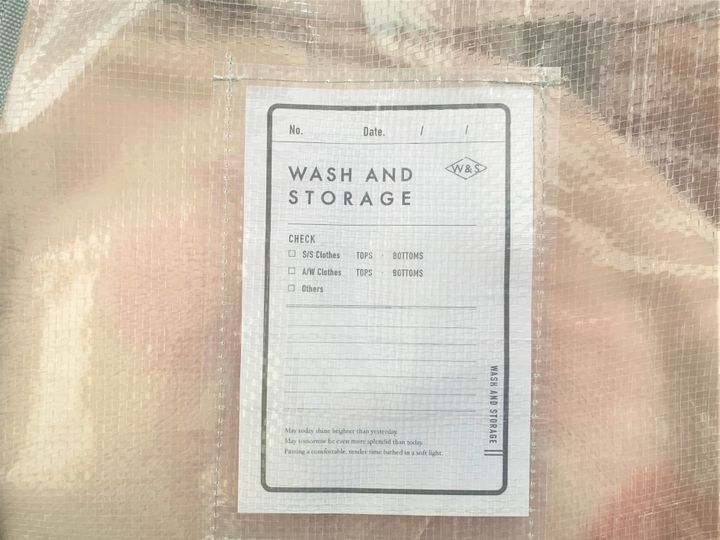 No. Date. / /
WASH AND
STORAGE
W&S
CHECK
☐ S/S Clothes TOPS · BOTTOMS
☐ A/W Clothes TOPS · BOTTOMS
☐ Others
WASH AND STORAGE
May today shine brighter than yesterday.
May tomorrow be even more splendid than today.
Passing a comfortable, tender time bathed in a soft light.